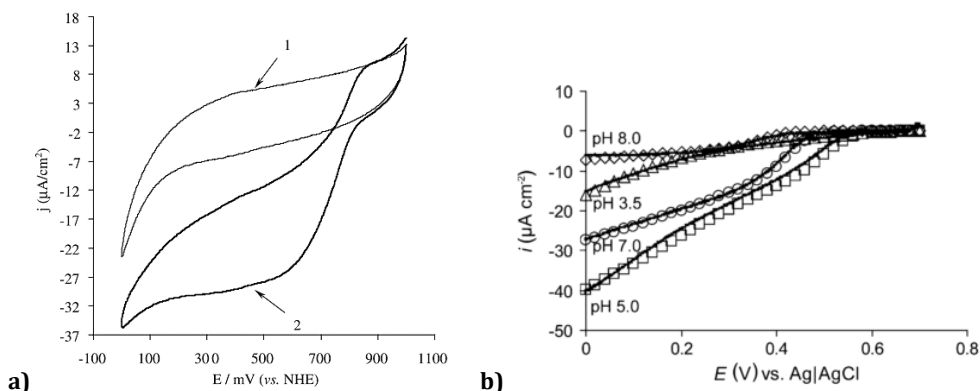 18
13
8
3
-2
-7
-12
-17
-22
-27
-32
-37
j (µA/cm²)
-100 100 300 500 700 900 1100
E / mV (vs. NHE)
1
2
a)
0
-10
-20
-30
-40
-50
i (µA cm⁻²)
pH 8.0
pH 3.5
pH 7.0
pH 5.0
0 0.2 0.4 0.6 0.8
E (V) vs. Ag|AgCl
b)